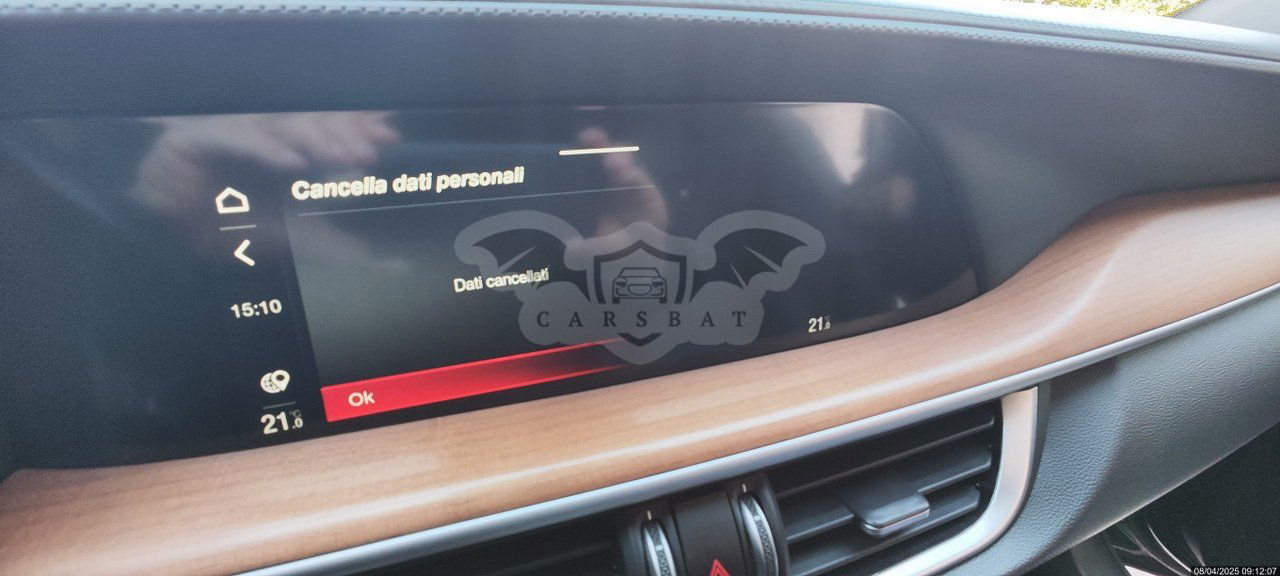 Cancella dati personali
Dati cancellati
15:10
CARSBAT
21.0°C
Ok
21.0°C
08/04/2025 09:12:07